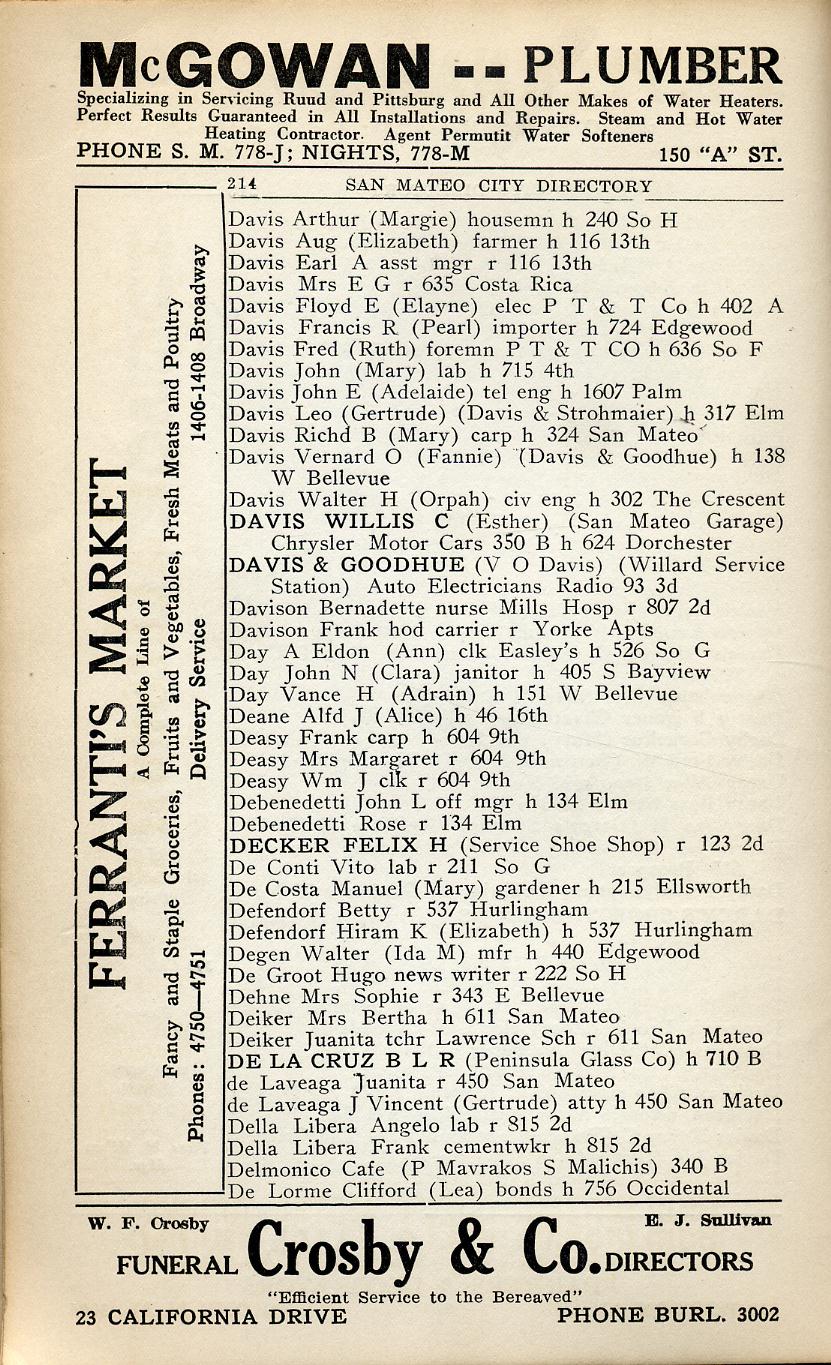 McGOWAN -- PLUMBER
Specializing in Servicing Ruud and Pittsburg and All Other Makes of Water Heaters.
Perfect Results Guaranteed in All Installations and Repairs. Steam and Hot Water
Heating Contractor. Agent Permutit Water Softeners
PHONE S. M. 778-J; NIGHTS, 778-M 150 "A" ST.
214 SAN MATEO CITY DIRECTORY
FERRANTI'S MARKET
A Complete Line of
Fancy and Staple Groceries, Fruits and Vegetables, Fresh Meats and Poultry
Phones: 4750—4751 Delivery Service 1406-1408 Broadway
Davis Arthur (Margie) housemn h 240 So H
Davis Aug (Elizabeth) farmer h 116 13th
Davis Earl A asst mgr r 116 13th
Davis Mrs E G r 635 Costa Rica
Davis Floyd E (Elayne) elec P T & T Co h 402 A
Davis Francis R (Pearl) importer h 724 Edgewood
Davis Fred (Ruth) foremn P T & T CO h 636 So F
Davis John (Mary) lab h 715 4th
Davis John E (Adelaide) tel eng h 1607 Palm
Davis Leo (Gertrude) (Davis & Strohmaier) h 317 Elm
Davis Richd B (Mary) carp h 324 San Mateo
Davis Vernard O (Fannie) (Davis & Goodhue) h 138
W Bellevue
Davis Walter H (Orpah) civ eng h 302 The Crescent
DAVIS WILLIS C (Esther) (San Mateo Garage)
Chrysler Motor Cars 350 B h 624 Dorchester
DAVIS & GOODHUE (V O Davis) (Willard Service
Station) Auto Electricians Radio 93 3d
Davison Bernadette nurse Mills Hosp r 807 2d
Davison Frank hod carrier r Yorke Apts
Day A Eldon (Ann) clk Easley's h 526 So G
Day John N (Clara) janitor h 405 S Bayview
Day Vance H (Adrain) h 151 W Bellevue
Deane Alfd J (Alice) h 46 16th
Deasy Frank carp h 604 9th
Deasy Mrs Margaret r 604 9th
Deasy Wm J clk r 604 9th
Debenedetti John L off mgr h 134 Elm
Debenedetti Rose r 134 Elm
DECKER FELIX H (Service Shoe Shop) r 123 2d
De Conti Vito lab r 211 So G
De Costa Manuel (Mary) gardener h 215 Ellsworth
Defendorf Betty r 537 Hurlingham
Defendorf Hiram K (Elizabeth) h 537 Hurlingham
Degen Walter (Ida M) mfr h 440 Edgewood
De Groot Hugo news writer r 222 So H
Dehne Mrs Sophie r 343 E Bellevue
Deiker Mrs Bertha h 611 San Mateo
Deiker Juanita tchr Lawrence Sch r 611 San Mateo
DE LA CRUZ B L R (Peninsula Glass Co) h 710 B
de Laveaga Juanita r 450 San Mateo
de Laveaga J Vincent (Gertrude) atty h 450 San Mateo
Della Libera Angelo lab r 815 2d
Della Libera Frank cementwkr h 815 2d
Delmonico Cafe (P Mavrakos S Malichis) 340 B
De Lorme Clifford (Lea) bonds h 756 Occidental
W. F. Crosby E. J. Sullivan
FUNERAL Crosby & Co. DIRECTORS
"Efficient Service to the Bereaved"
23 CALIFORNIA DRIVE PHONE BURL. 3002